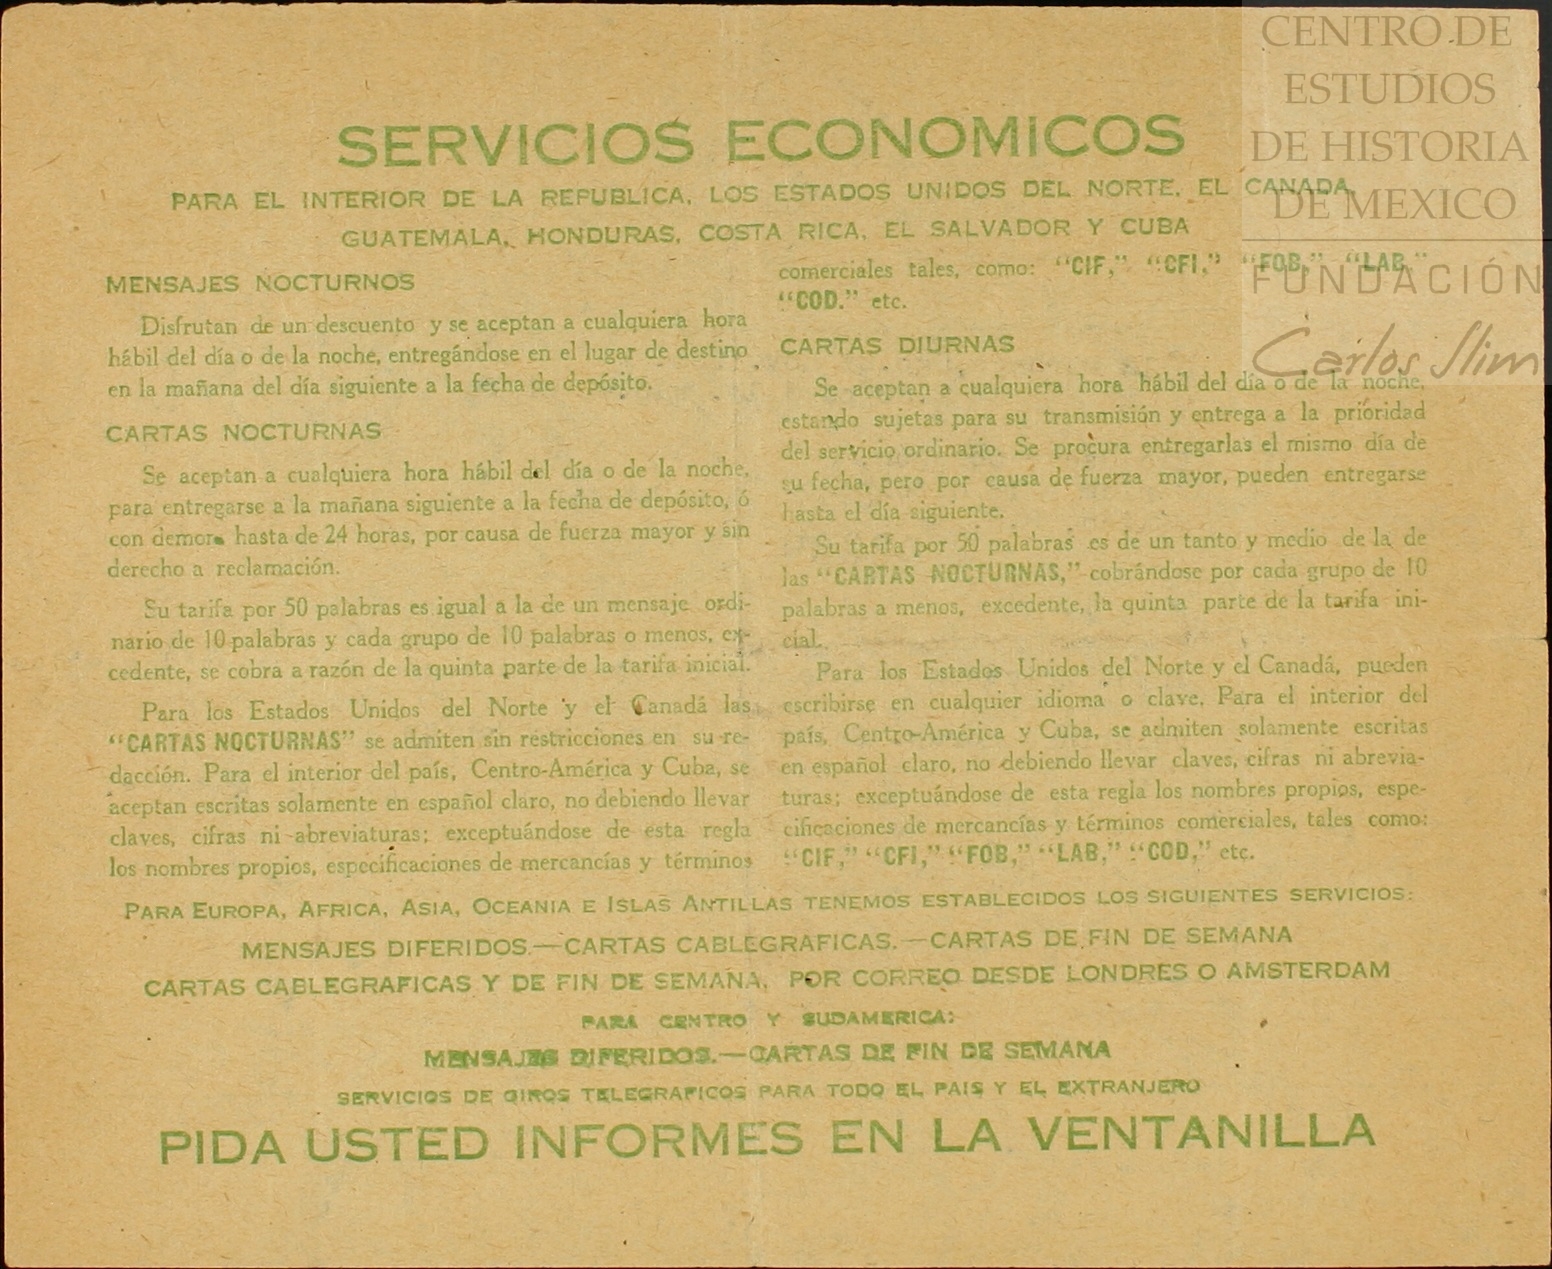 CENTRO DE
ESTUDIOS
DE HISTORIA
DE MEXICO
FUNDACIÓN
Carlos Slim
SERVICIOS ECONOMICOS
PARA EL INTERIOR DE LA REPUBLICA, LOS ESTADOS UNIDOS DEL NORTE, EL CANADA,
GUATEMALA, HONDURAS, COSTA RICA, EL SALVADOR Y CUBA
MENSAJES NOCTURNOS
Disfrutan de un descuento y se aceptan a cualquiera hora
hábil del día o de la noche, entregándose en el lugar de destino
en la mañana del día siguiente a la fecha de depósito.
CARTAS NOCTURNAS
Se aceptan a cualquiera hora hábil del día o de la noche,
para entregarse a la mañana siguiente a la fecha de depósito, ó
con demora hasta de 24 horas, por causa de fuerza mayor y sin
derecho a reclamación.
Su tarifa por 50 palabras es igual a la de un mensaje ordi-
nario de 10 palabras y cada grupo de 10 palabras o menos, ex-
cedente, se cobra a razón de la quinta parte de la tarifa inicial.
Para los Estados Unidos del Norte y el Canadá las
“CARTAS NOCTURNAS” se admiten sin restricciones en su re-
dacción. Para el interior del país, Centro-América y Cuba, se
aceptan escritas solamente en español claro, no debiendo llevar
claves, cifras ni abreviaturas; exceptuándose de esta regla
los nombres propios, especificaciones de mercancías y términos
comerciales tales, como: “CIF,” “CFI,” “FOB,” “LAB,”
“COD.” etc.
CARTAS DIURNAS
Se aceptan a cualquiera hora hábil del día o de la noche,
estando sujetas para su transmisión y entrega a la prioridad
del servicio ordinario. Se procura entregarlas el mismo día de
su fecha, pero por causa de fuerza mayor, pueden entregarse
hasta el día siguiente.
Su tarifa por 50 palabras es de un tanto y medio de la de
las “CARTAS NOCTURNAS,” cobrándose por cada grupo de 10
palabras a menos, excedente, la quinta parte de la tarifa ini-
cial.
Para los Estados Unidos del Norte y el Canadá, pueden
escribirse en cualquier idioma o clave. Para el interior del
país, Centro-América y Cuba, se admiten solamente escritas
en español claro, no debiendo llevar claves, cifras ni abrevia-
turas; exceptuándose de esta regla los nombres propios, espe-
cificaciones de mercancías y términos comerciales, tales como:
“CIF,” “CFI,” “FOB,” “LAB,” “COD,” etc.
PARA EUROPA, AFRICA, ASIA, OCEANIA E ISLAS ANTILLAS TENEMOS ESTABLECIDOS LOS SIGUIENTES SERVICIOS:
MENSAJES DIFERIDOS.—CARTAS CABLEGRAFICAS.—CARTAS DE FIN DE SEMANA
CARTAS CABLEGRAFICAS Y DE FIN DE SEMANA, POR CORREO DESDE LONDRES O AMSTERDAM
PARA CENTRO Y SUDAMERICA:
MENSAJES DIFERIDOS.—CARTAS DE FIN DE SEMANA
SERVICIOS DE GIROS TELEGRAFICOS PARA TODO EL PAIS Y EL EXTRANJERO
PIDA USTED INFORMES EN LA VENTANILLA